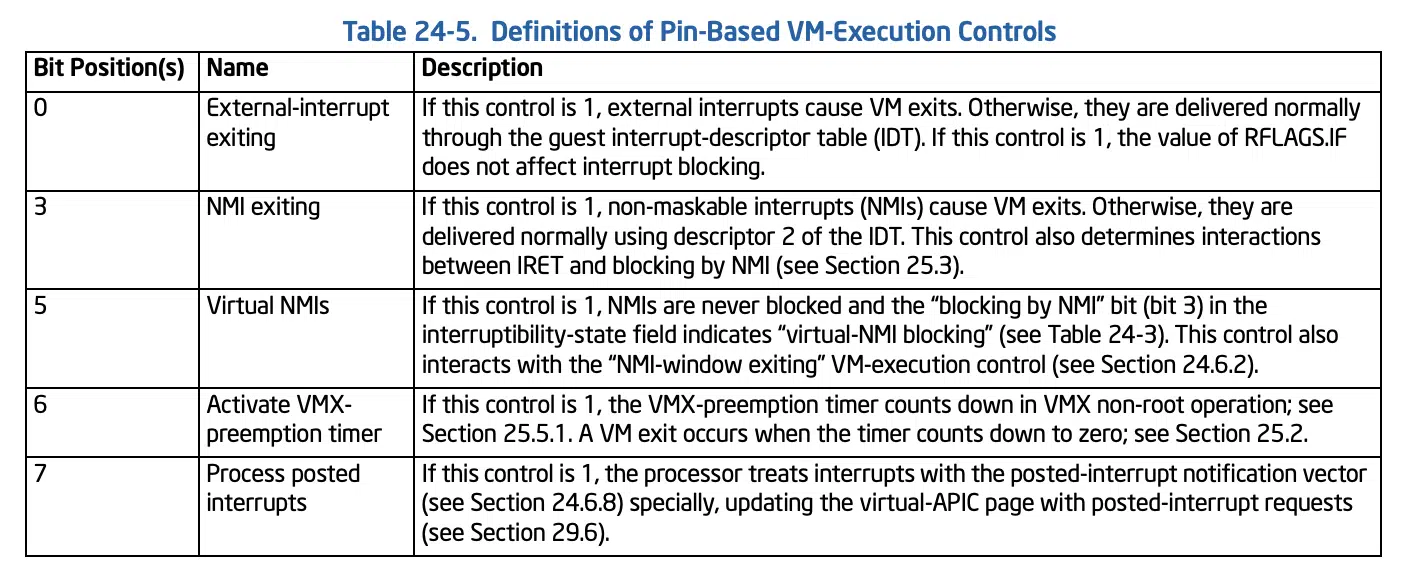 Table 24-5. Definitions of Pin-Based VM-Execution Controls
Bit Position(s) Name Description
0 External-interrupt exiting If this control is 1, external interrupts cause VM exits. Otherwise, they are delivered normally
through the guest interrupt-descriptor table (IDT). If this control is 1, the value of RFLAGS.IF
does not affect interrupt blocking.
3 NMI exiting If this control is 1, non-maskable interrupts (NMIs) cause VM exits. Otherwise, they are
delivered normally using descriptor 2 of the IDT. This control also determines interactions
between IRET and blocking by NMI (see Section 25.3).
5 Virtual NMIs If this control is 1, NMIs are never blocked and the “blocking by NMI” bit (bit 3) in the
interruptibility-state field indicates “virtual-NMI blocking” (see Table 24-3). This control also
interacts with the “NMI-window exiting” VM-execution control (see Section 24.6.2).
6 Activate VMX-preemption timer If this control is 1, the VMX-preemption timer counts down in VMX non-root operation; see
Section 25.5.1. A VM exit occurs when the timer counts down to zero; see Section 25.2.
7 Process posted interrupts If this control is 1, the processor treats interrupts with the posted-interrupt notification vector
(see Section 24.6.8) specially, updating the virtual-APIC page with posted-interrupt requests
(see Section 29.6).